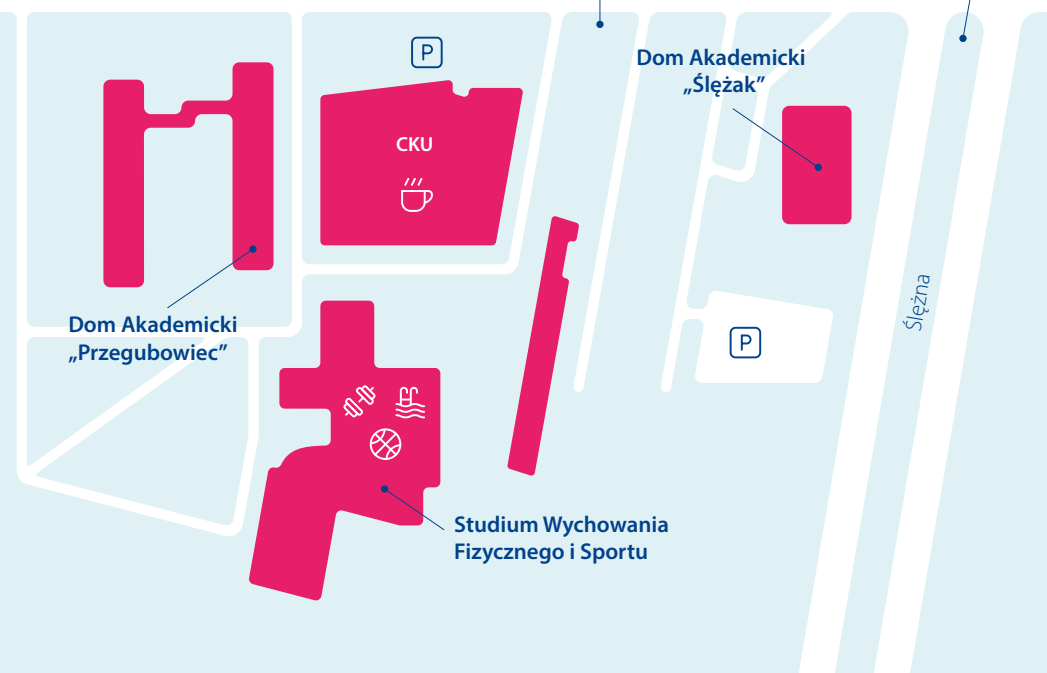 P
Dom Akademicki
„Ślężak”
CKU
Ślężna
Dom Akademicki
„Przegubowiec”
P
Studium Wychowania
Fizycznego i Sportu